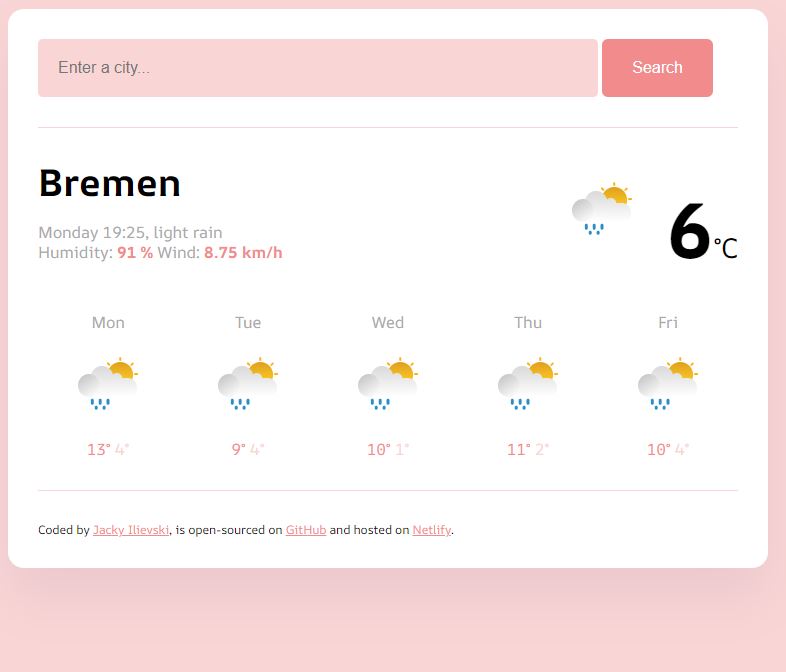 Enter a city...
Search
Bremen
Monday 19:25, light rain
Humidity: 91 % Wind: 8.75 km/h
6°C
Mon Tue Wed Thu Fri
13° 4° 9° 4° 10° 1° 11° 2° 10° 4°
Coded by Jacky Ilievski, is open-sourced on GitHub and hosted on Netlify.